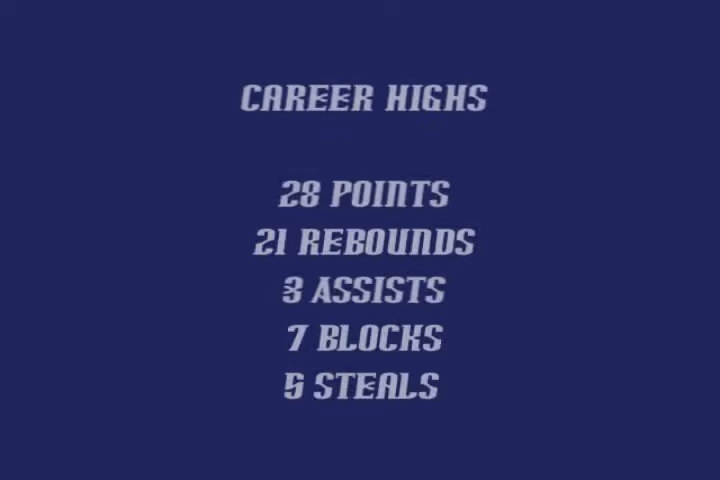 CAREER HIGHS
28 POINTS
21 REBOUNDS
3 ASSISTS
7 BLOCKS
5 STEALS